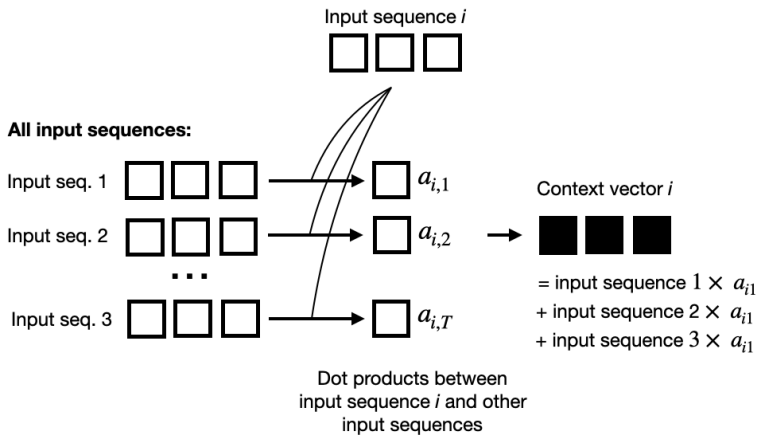 Input sequence i
All input sequences:
Input seq. 1
a_{i,1}
Input seq. 2
a_{i,2}
...
Input seq. 3
a_{i,T}
Context vector i
= input sequence 1 × a_{i1}
+ input sequence 2 × a_{i1}
+ input sequence 3 × a_{i1}
Dot products between
input sequence i and other
input sequences